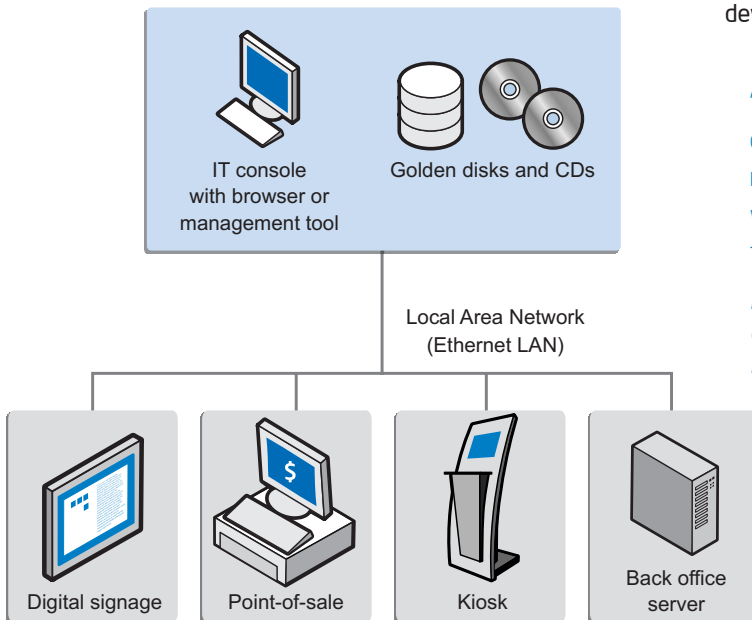 IT console
with browser or
management tool
Golden disks and CDs
Local Area Network
(Ethernet LAN)
$
Digital signage
Point-of-sale
Kiosk
Back office
server